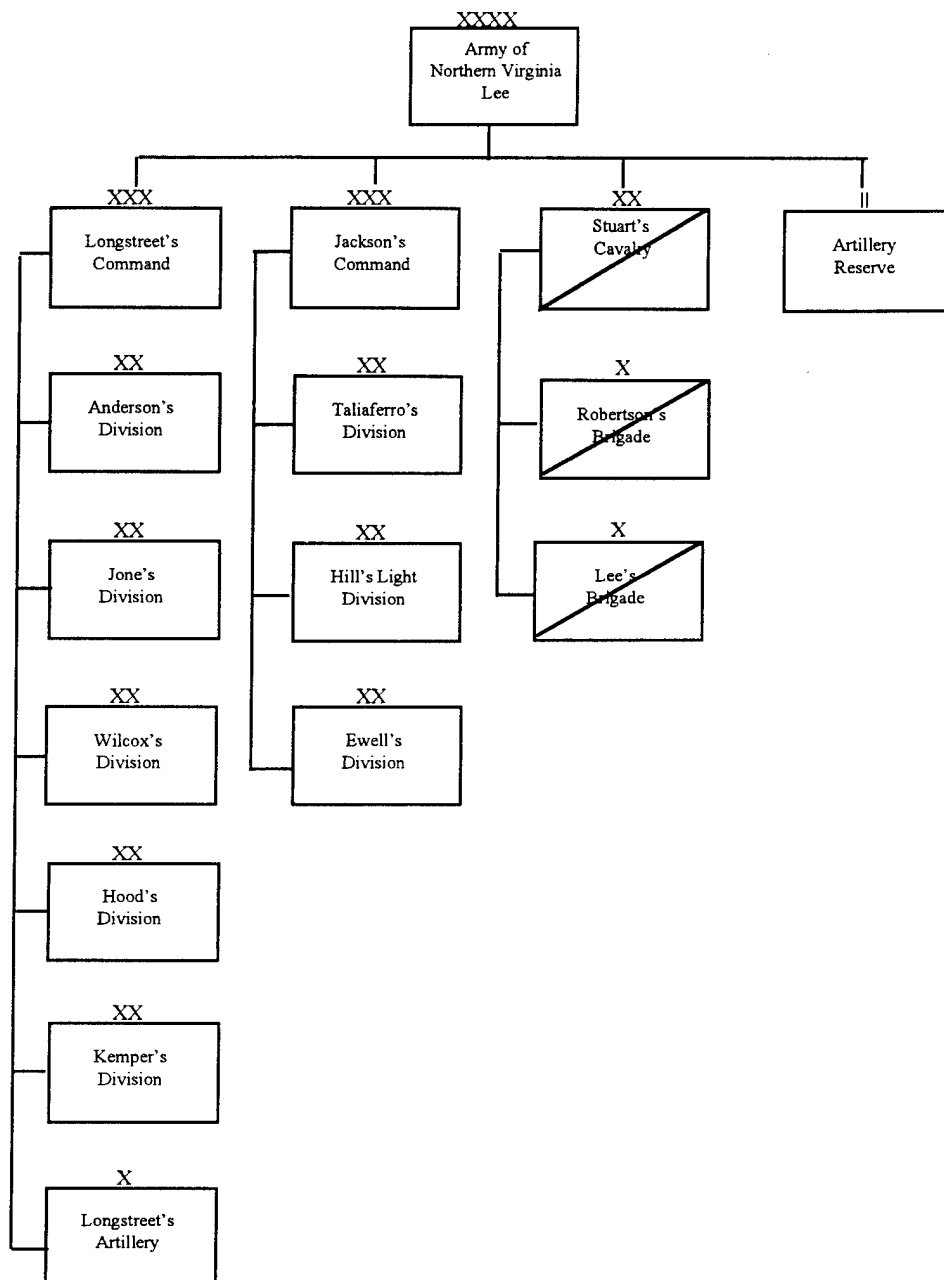 XXXX
Army of
Northern Virginia
Lee
XXX
Longstreet's
Command
XX
Anderson's
Division
XX
Jone's
Division
XX
Wilcox's
Division
XX
Hood's
Division
XX
Kemper's
Division
X
Longstreet's
Artillery
XXX
Jackson's
Command
XX
Taliaferro's
Division
XX
Hill's Light
Division
XX
Ewell's
Division
XX
Stuart's
Cavalry
X
Robertson's
Brigade
X
Lee's
Brigade
II
Artillery
Reserve